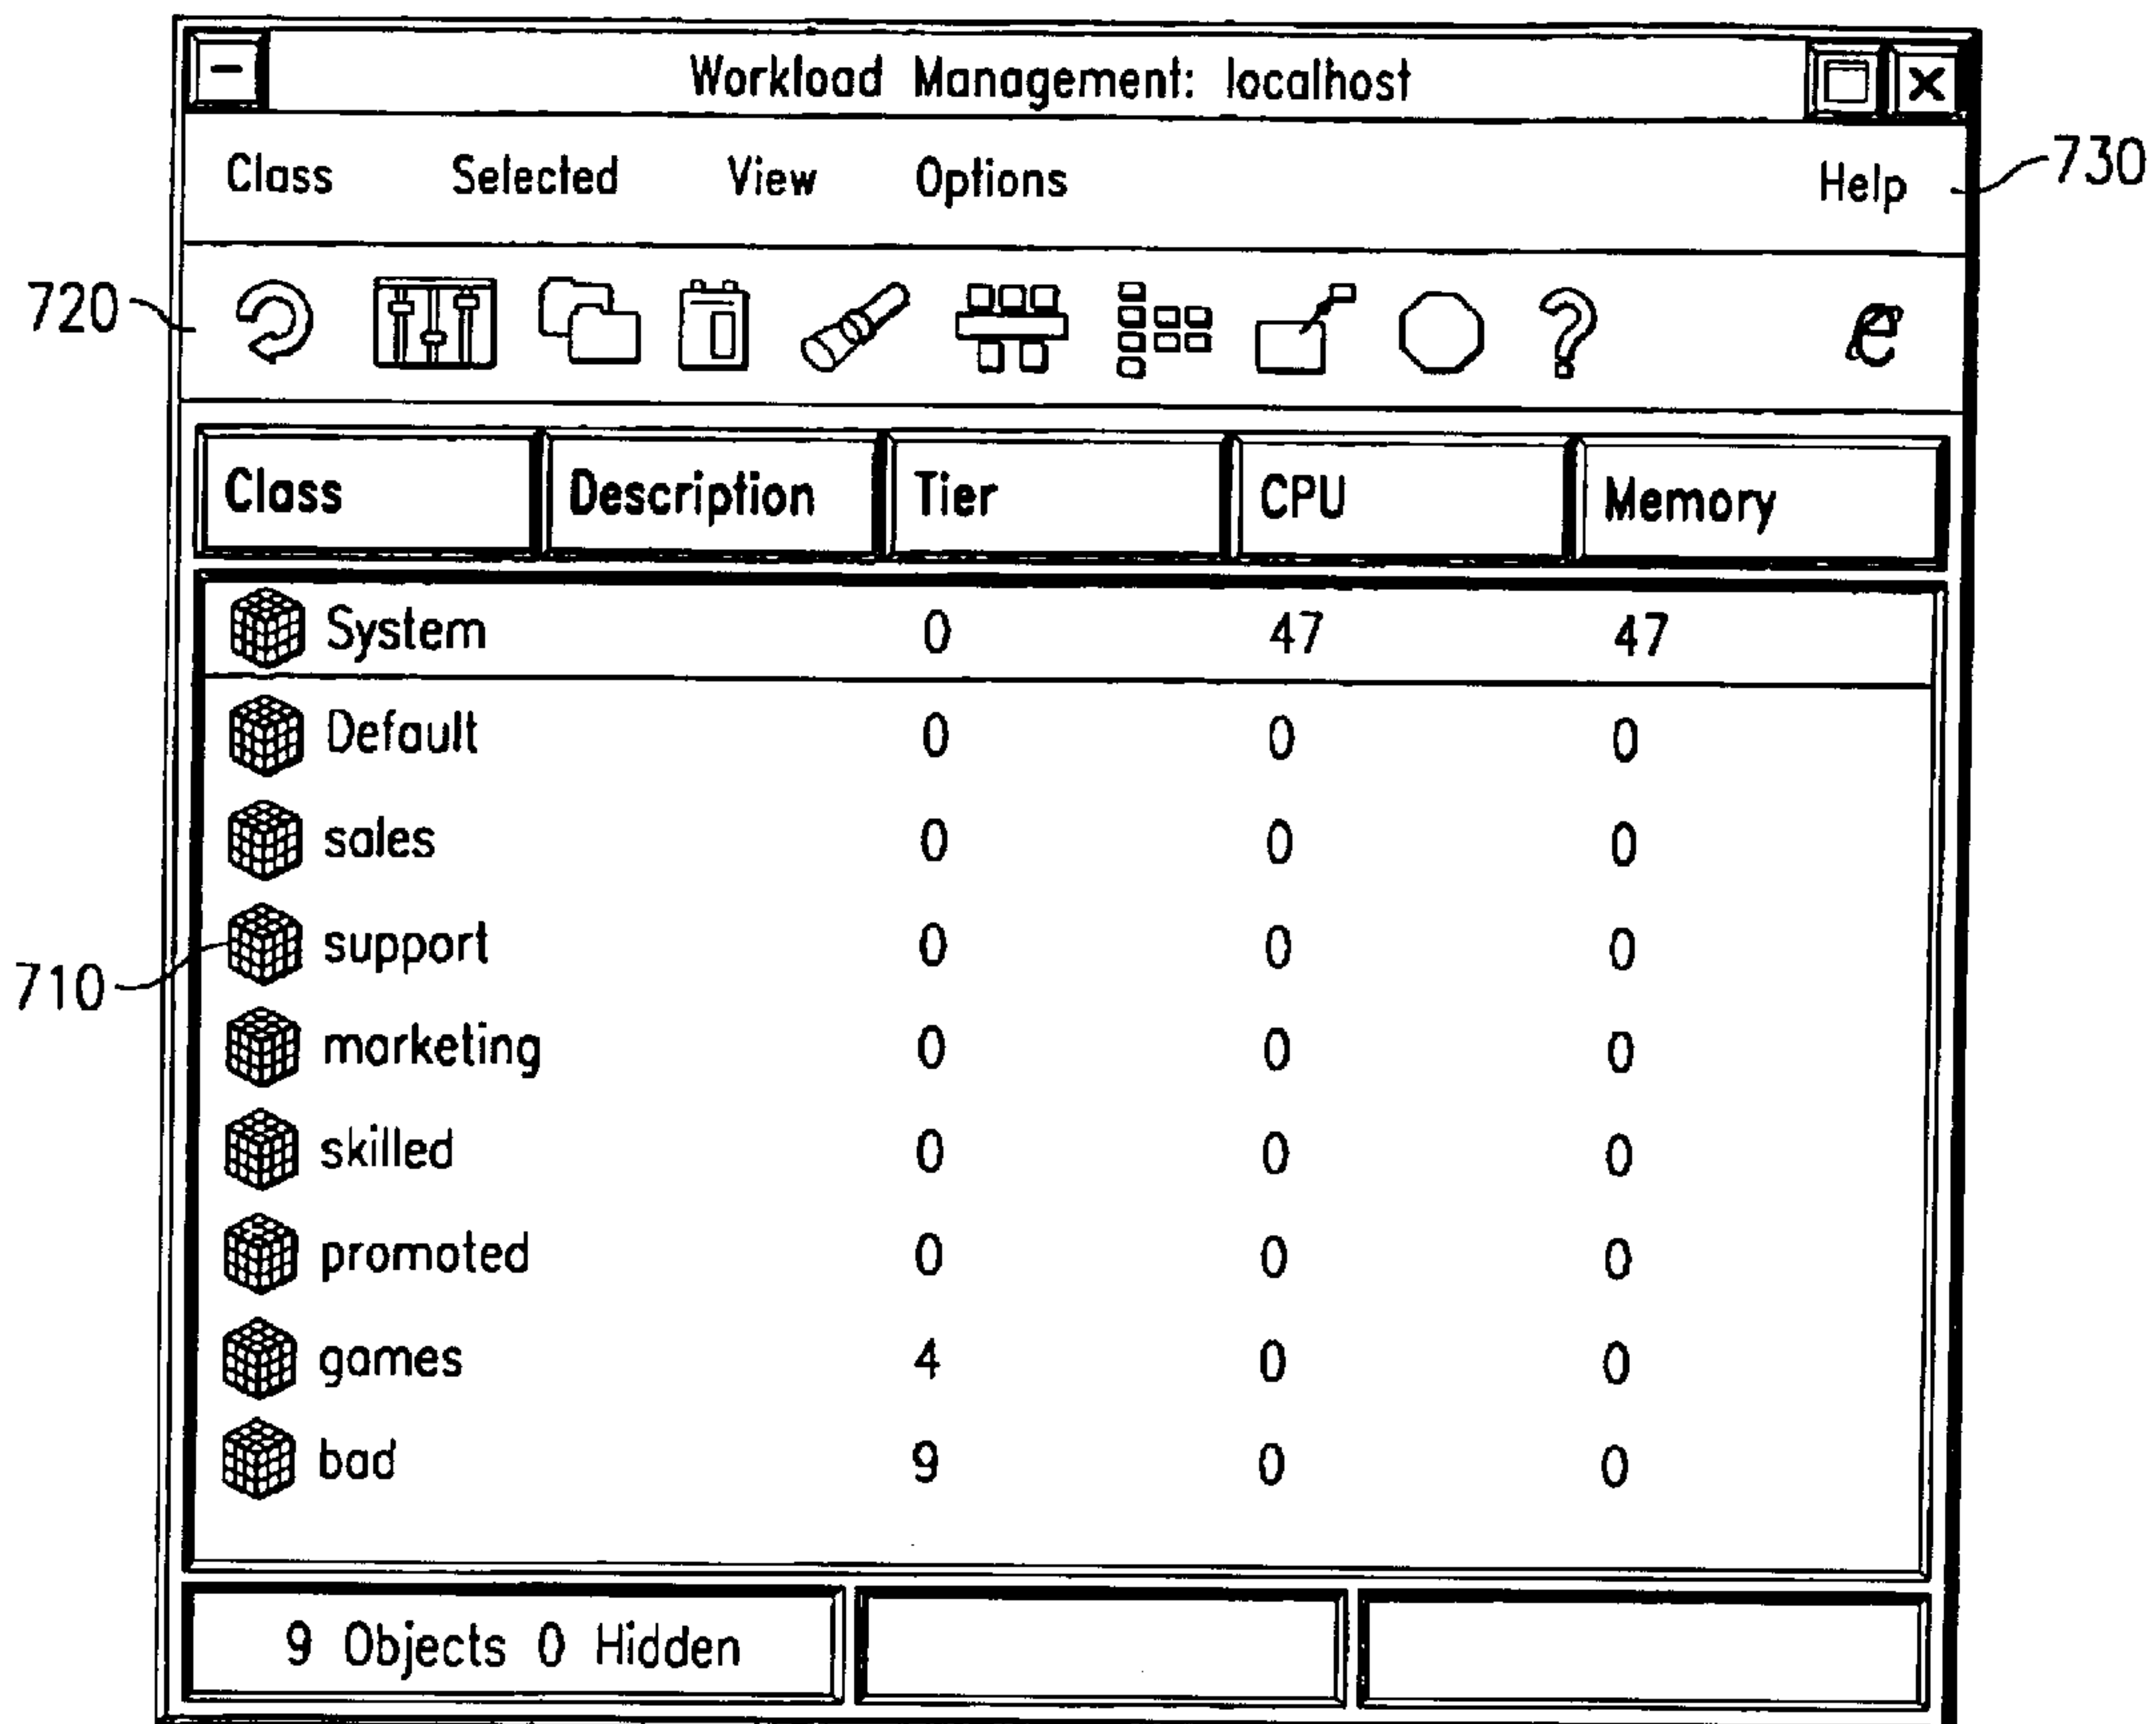 Workload Management: localhost
Class Selected View Options Help
730
720
Class Description Tier CPU Memory
System 0 47 47
Default 0 0 0
sales 0 0 0
support 0 0 0
710
marketing 0 0 0
skilled 0 0 0
promoted 0 0 0
games 4 0 0
bad 9 0 0
9 Objects 0 Hidden